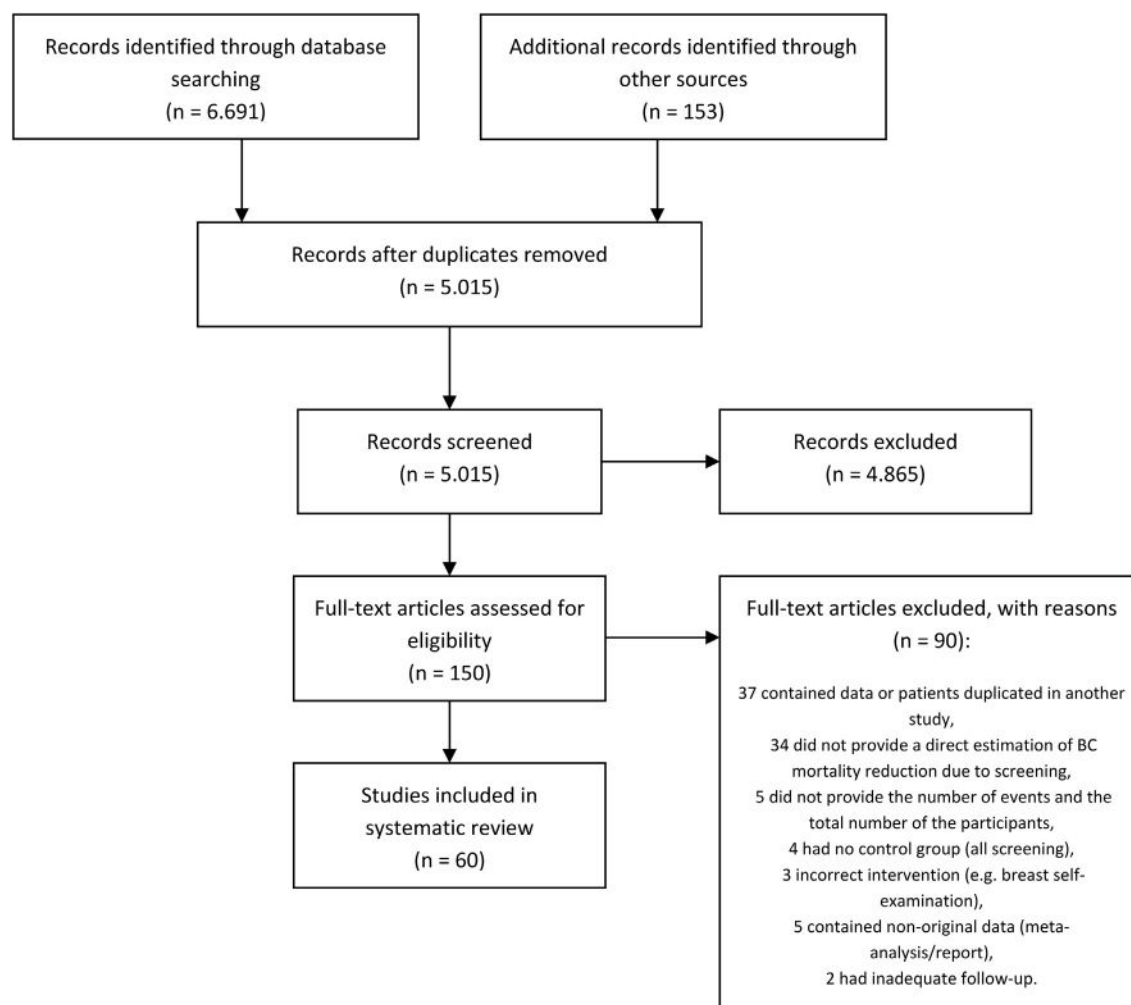 Records identified through database
searching
(n = 6.691)
Additional records identified through
other sources
(n = 153)
Records after duplicates removed
(n = 5.015)
Records screened
(n = 5.015)
Records excluded
(n = 4.865)
Full-text articles assessed for
eligibility
(n = 150)
Full-text articles excluded, with reasons
(n = 90):
37 contained data or patients duplicated in another
study,
34 did not provide a direct estimation of BC
mortality reduction due to screening,
5 did not provide the number of events and the
total number of the participants,
4 had no control group (all screening),
3 incorrect intervention (e.g. breast self-
examination),
5 contained non-original data (meta-
analysis/report),
2 had inadequate follow-up.
Studies included in
systematic review
(n = 60)